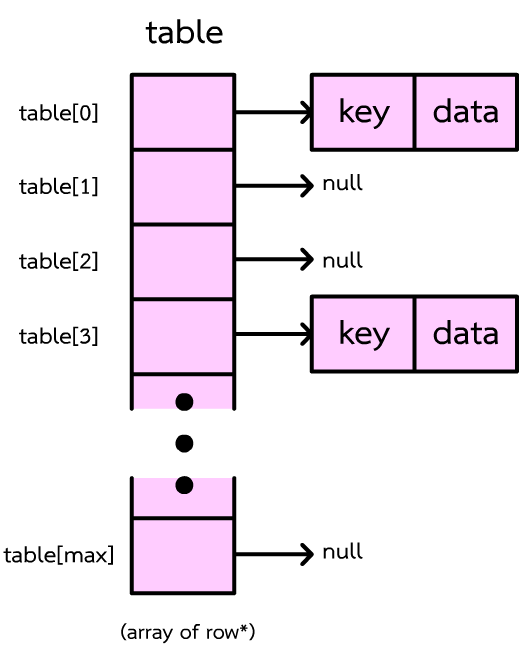 table
table[0]
key data
table[1]
null
table[2]
null
table[3]
key data
table[max]
null
(array of row*)